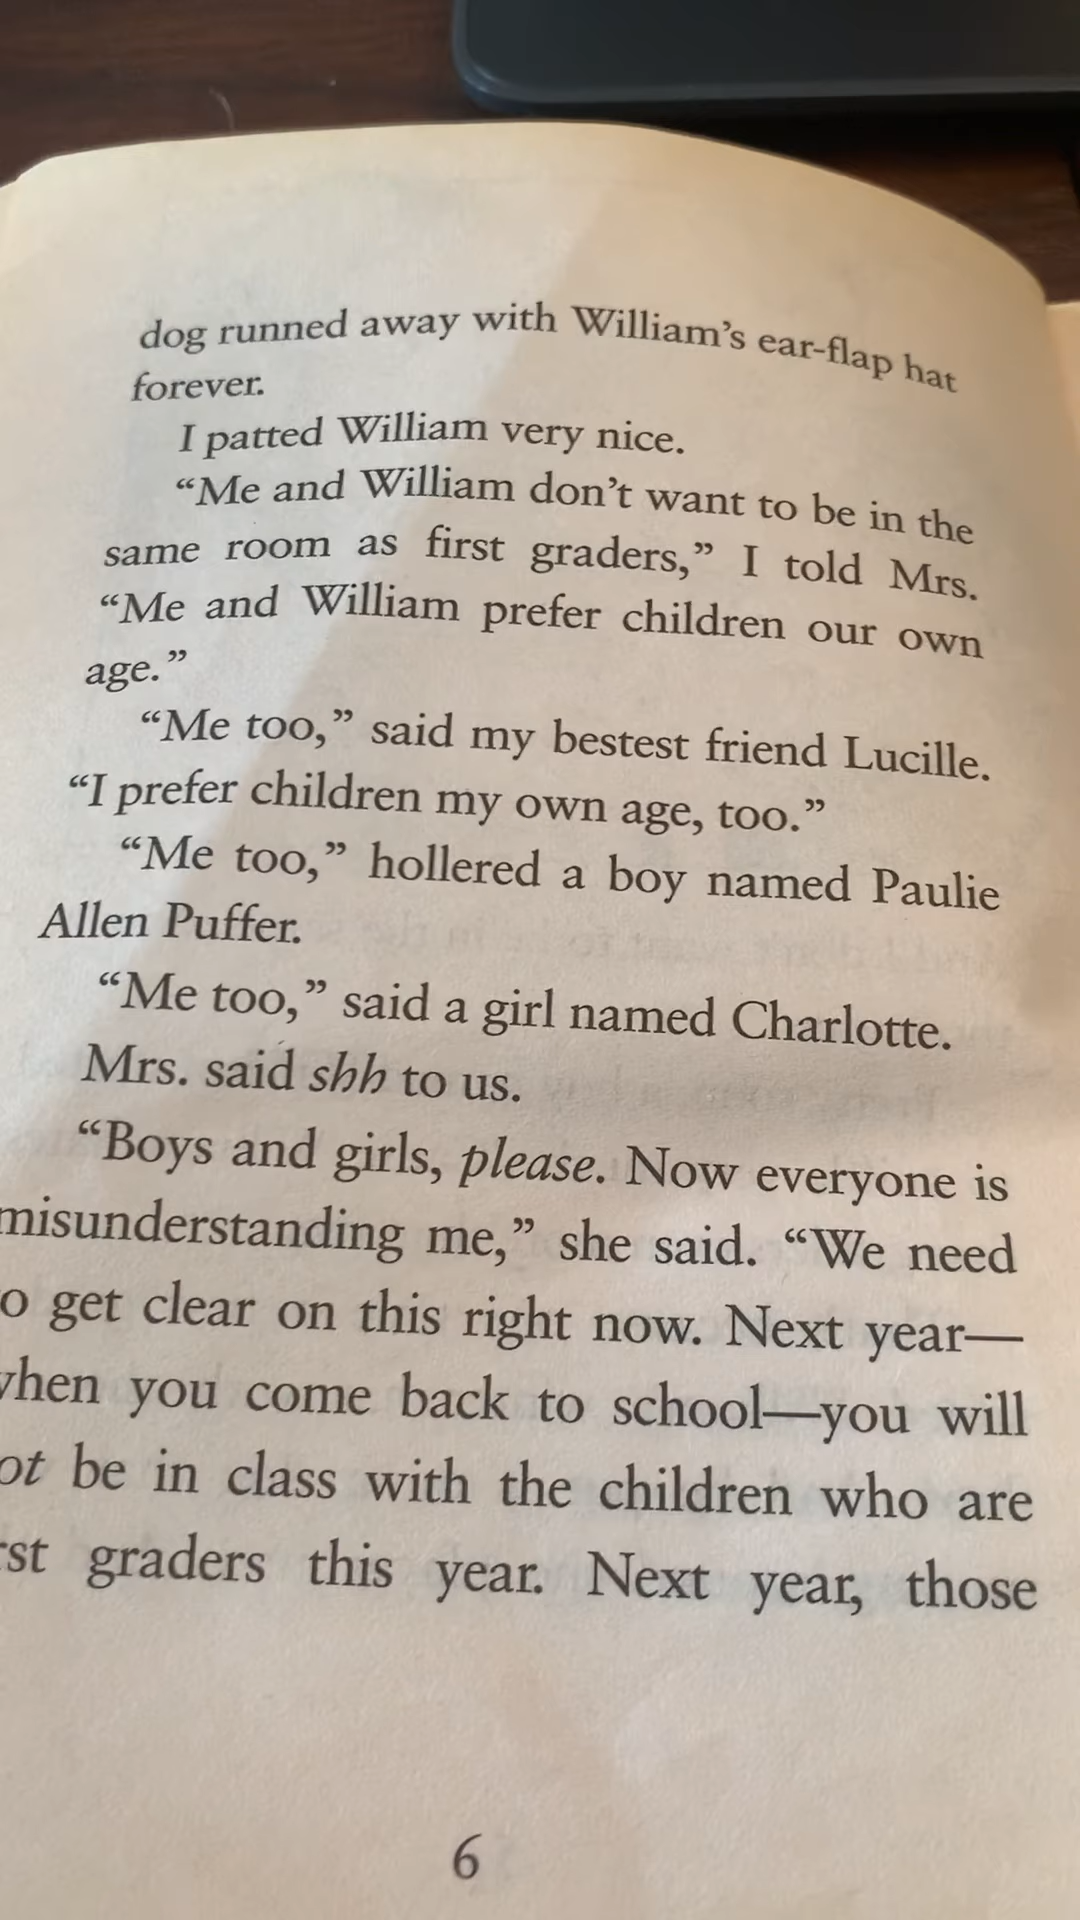 dog runned away with William's ear-flap hat
forever.
I patted William very nice.
“Me and William don't want to be in the
same room as first graders,” I told Mrs.
“Me and William prefer children our own
age.”
“Me too,” said my bestest friend Lucille.
“I prefer children my own age, too.”
“Me too,” hollered a boy named Paulie
Allen Puffer.
“Me too,” said a girl named Charlotte.
Mrs. said shh to us.
“Boys and girls, please. Now everyone is
misunderstanding me,” she said. “We need
o get clear on this right now. Next year—
when you come back to school—you will
ot be in class with the children who are
rst graders this year. Next year, those
6